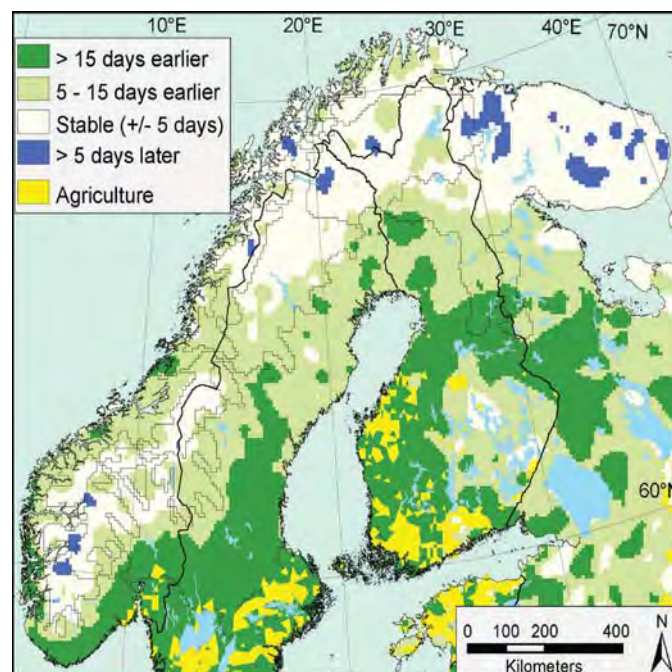 10°E 20°E 30°E 40°E 70°N
> 15 days earlier
5 - 15 days earlier
Stable (+/- 5 days)
> 5 days later
Agriculture
60°N
0 100 200 400
Kilometers
N